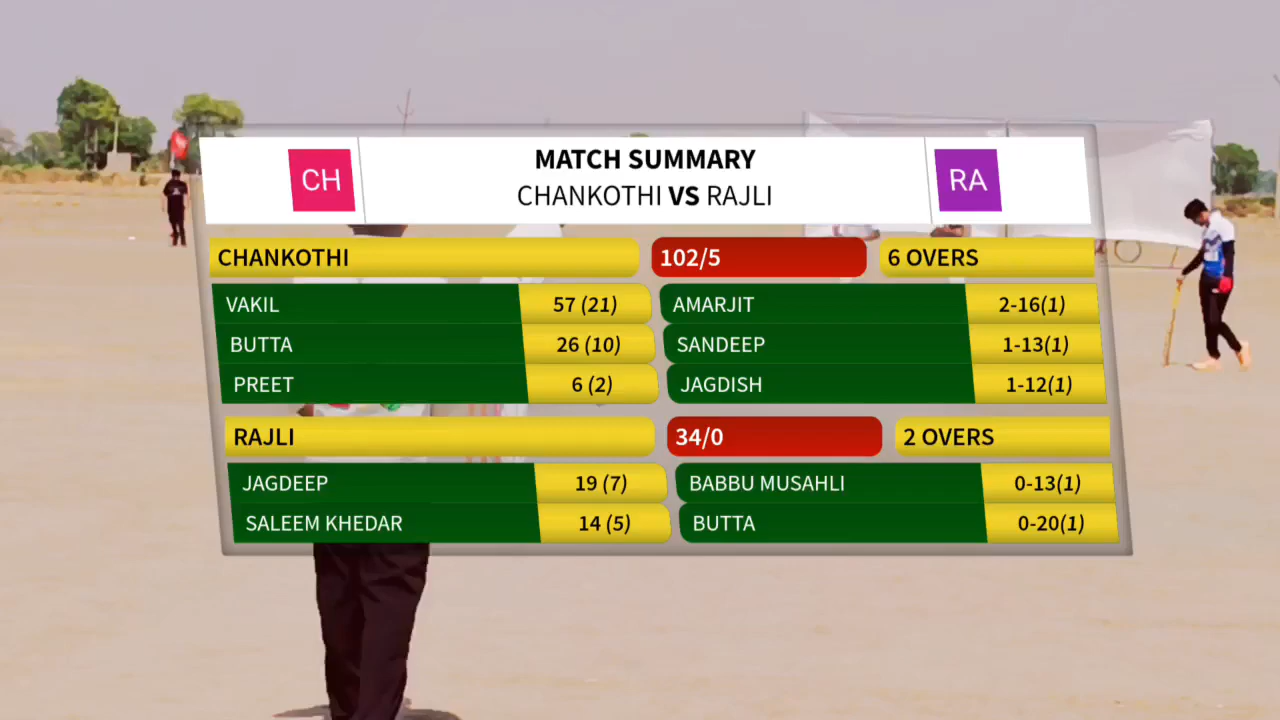 CH
MATCH SUMMARY
CHANKOTHI VS RAJLI
RA
CHANKOTHI 102/5 6 OVERS
VAKIL 57 (21) AMARJIT 2-16(1)
BUTTA 26 (10) SANDEEP 1-13(1)
PREET 6 (2) JAGDISH 1-12(1)
RAJLI 34/0 2 OVERS
JAGDEEP 19 (7) BABBU MUSAHLI 0-13(1)
SALEEM KHEDAR 14 (5) BUTTA 0-20(1)